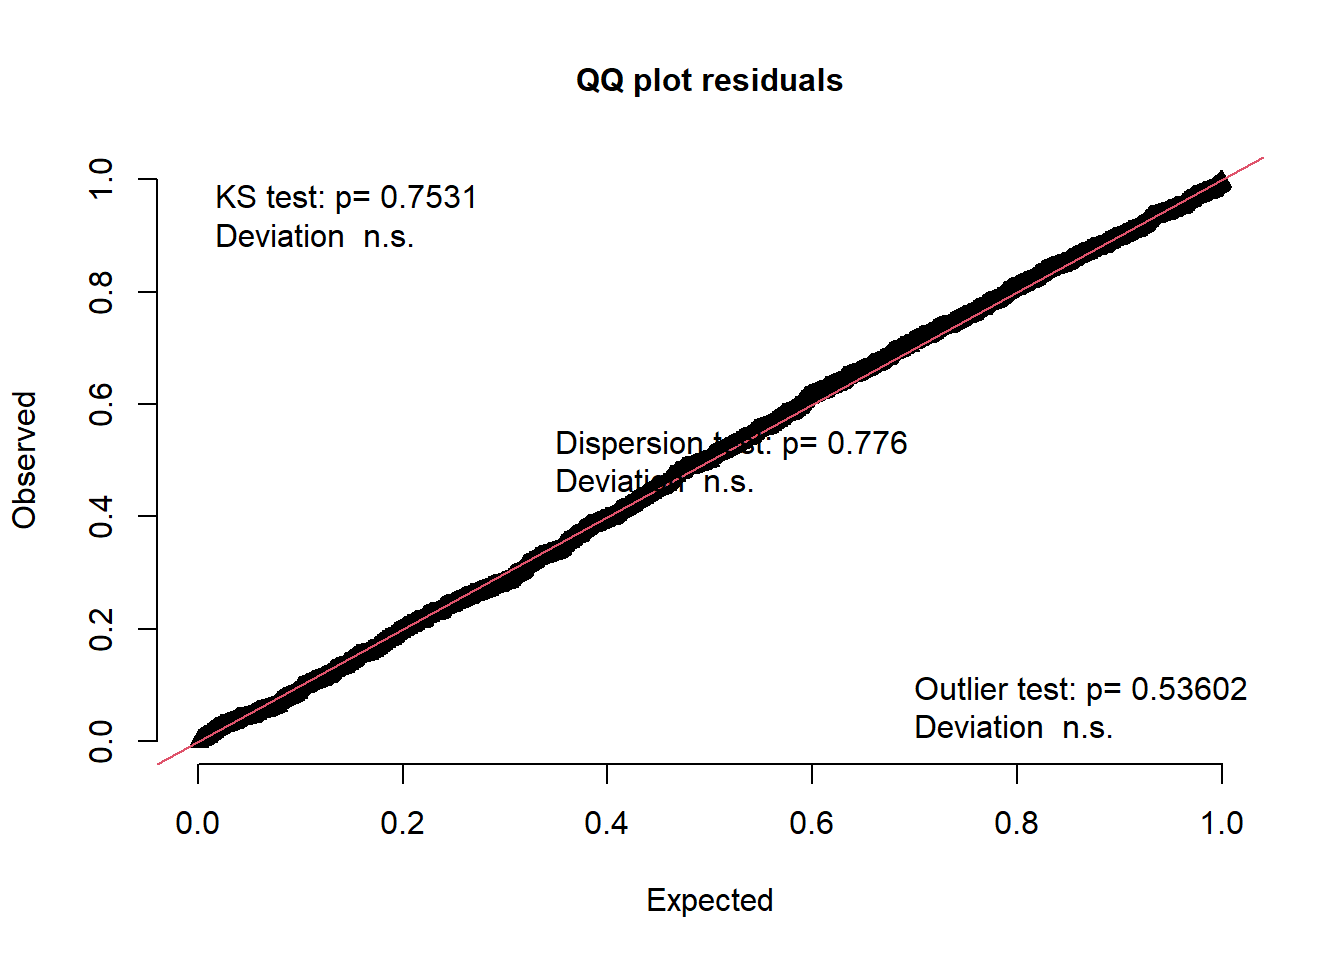 QQ plot residuals
KS test: p= 0.7531
Deviation  n.s.
Dispersion test: p= 0.776
Deviation  n.s.
Outlier test: p= 0.53602
Deviation  n.s.
Observed
1.0
0.8
0.6
0.4
0.2
0.0
0.0 0.2 0.4 0.6 0.8 1.0
Expected